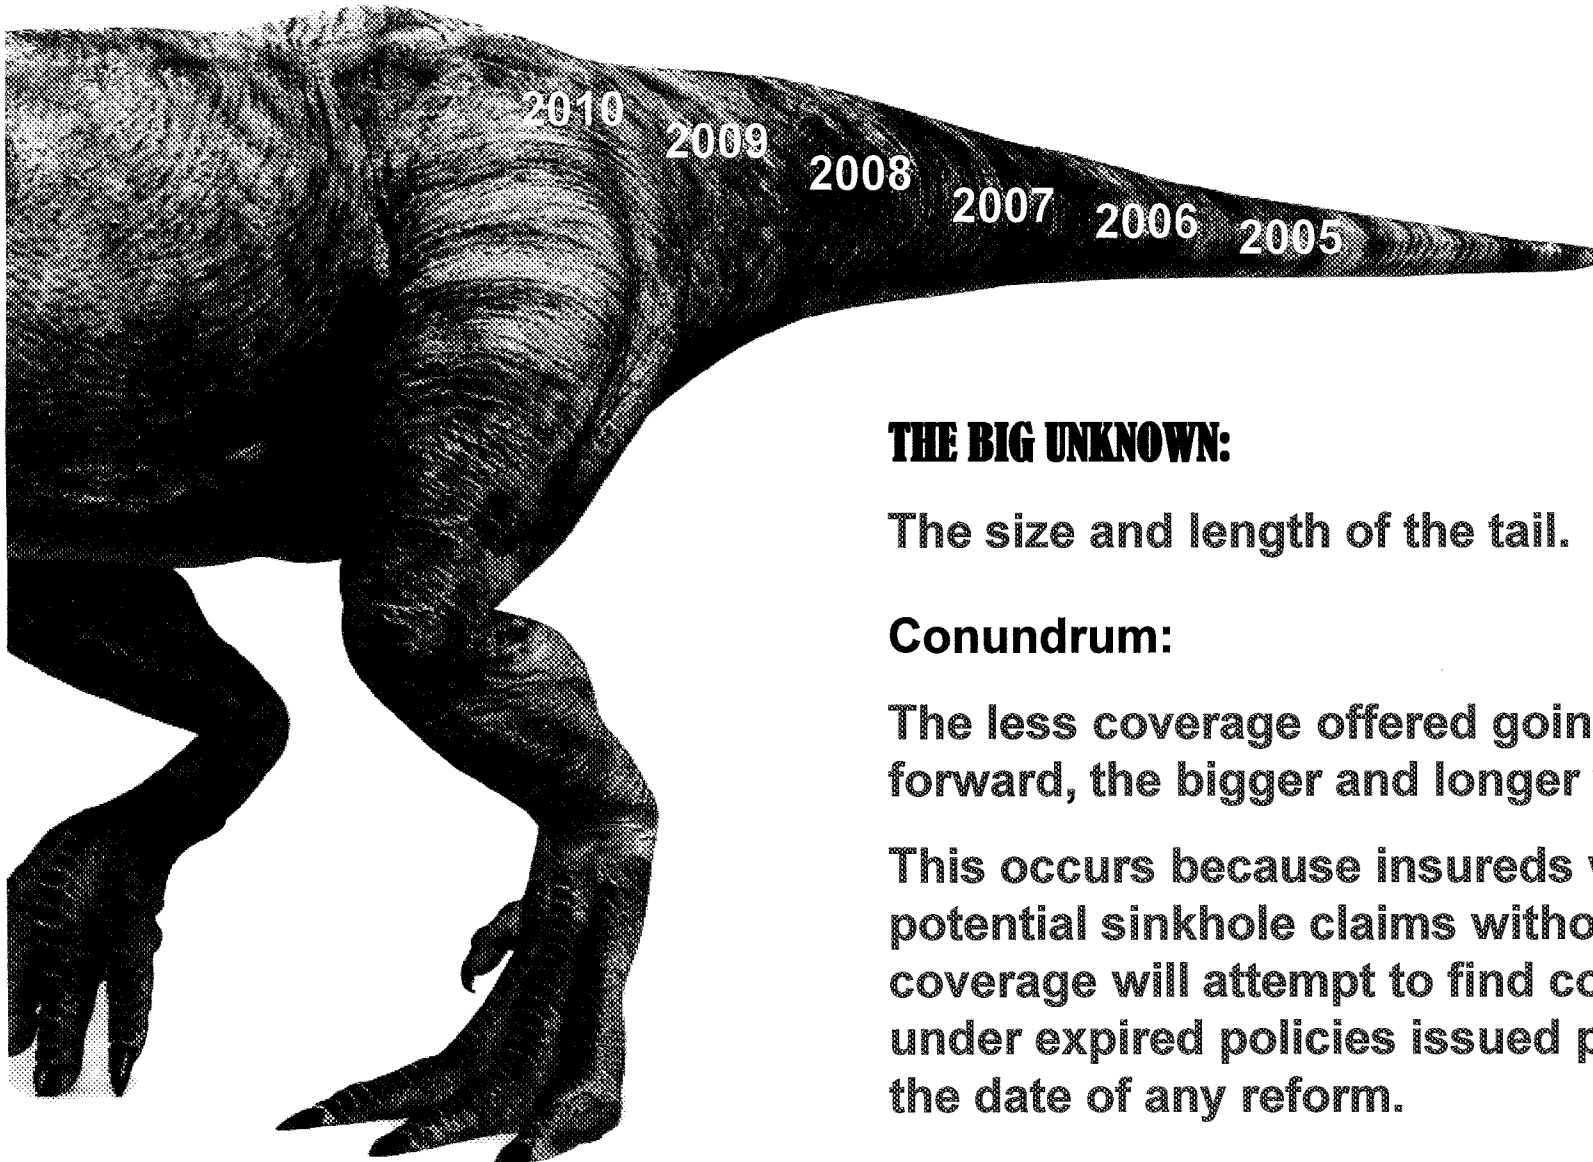 2010
2009
2008
2007
2006
2005
THE BIG UNKNOWN:
The size and length of the tail.
Conundrum:
The less coverage offered goin
forward, the bigger and longer
This occurs because insureds
potential sinkhole claims witho
coverage will attempt to find co
under expired policies issued p
the date of any reform.